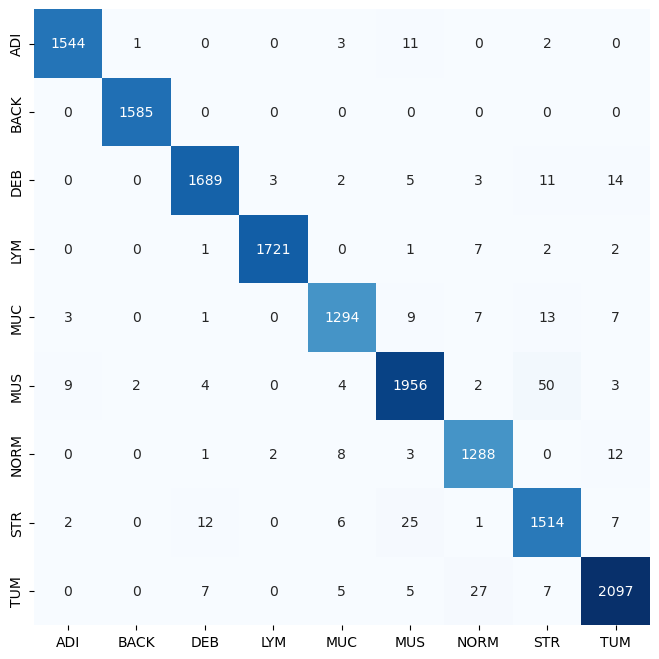 ADI 1544 1 0 0 3 11 0 2 0
BACK 0 1585 0 0 0 0 0 0 0
DEB 0 0 1689 3 2 5 3 11 14
LYM 0 0 1 1721 0 1 7 2 2
MUC 3 0 1 0 1294 9 7 13 7
MUS 9 2 4 0 4 1956 2 50 3
NORM 0 0 1 2 8 3 1288 0 12
STR 2 0 12 0 6 25 1 1514 7
TUM 0 0 7 0 5 5 27 7 2097
ADI BACK DEB LYM MUC MUS NORM STR TUM